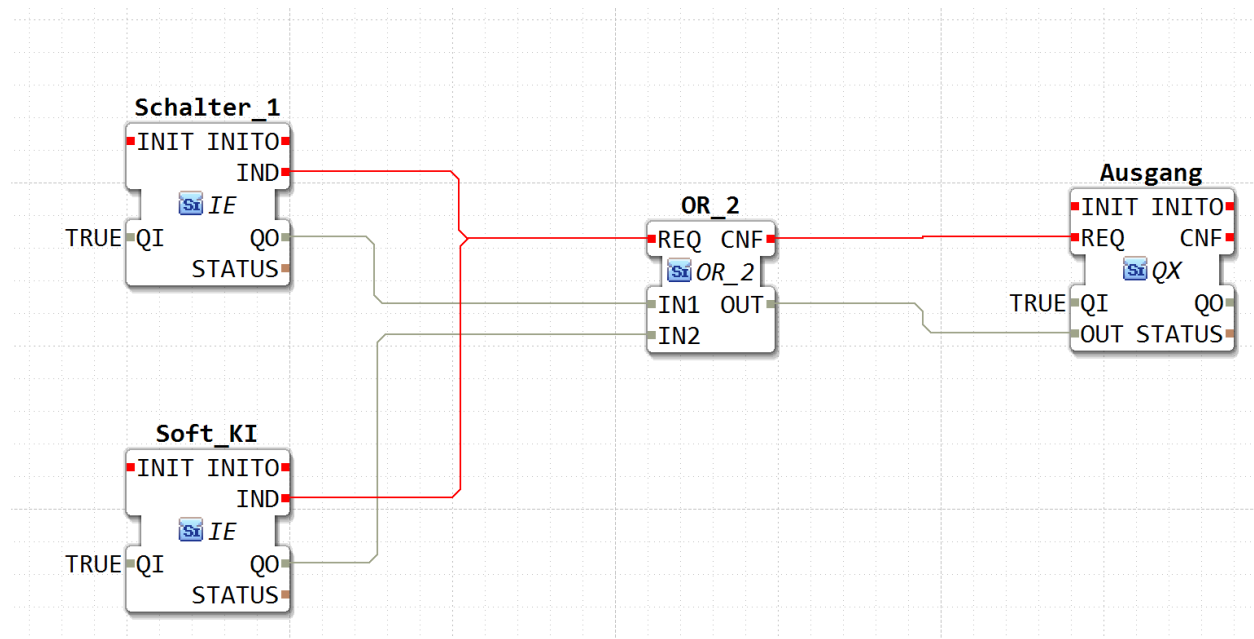 Schalter_1
INIT INITO
IND
IE
TRUE QI QO
STATUS
Soft_KI
INIT INITO
IND
IE
TRUE QI QO
STATUS
OR_2
REQ CNF
OR_2
IN1 OUT
IN2
Ausgang
INIT INITO
REQ CNF
QX
TRUE QI QO
OUT STATUS